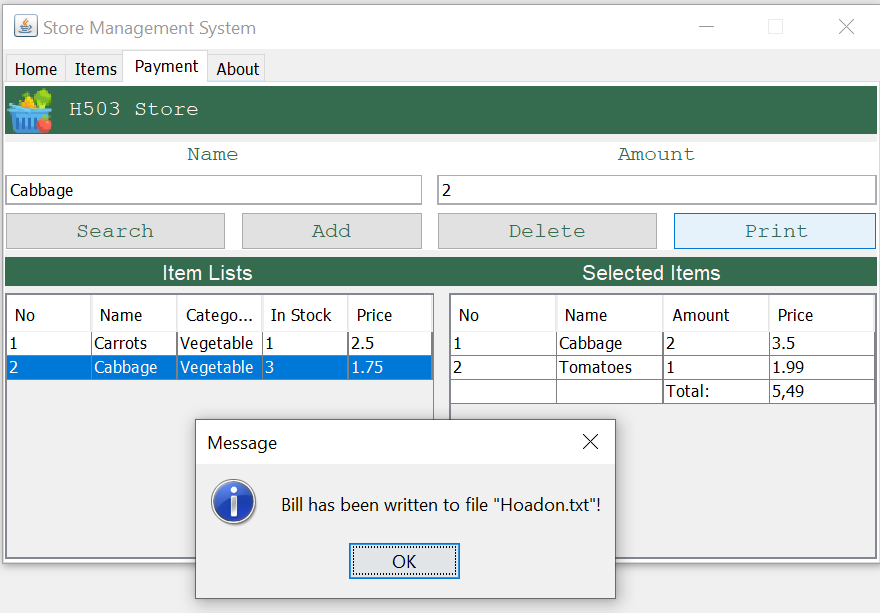 Store Management System
Home Items Payment About
H503 Store
Name Amount
Cabbage 2
Search Add Delete Print
Item Lists Selected Items
No Name Catego... In Stock Price No Name Amount Price
1 Carrots Vegetable 1 2.5 1 Cabbage 2 3.5
2 Cabbage Vegetable 3 1.75 2 Tomatoes 1 1.99
Total: 5,49
Message
Bill has been written to file "Hoadon.txt"!
OK